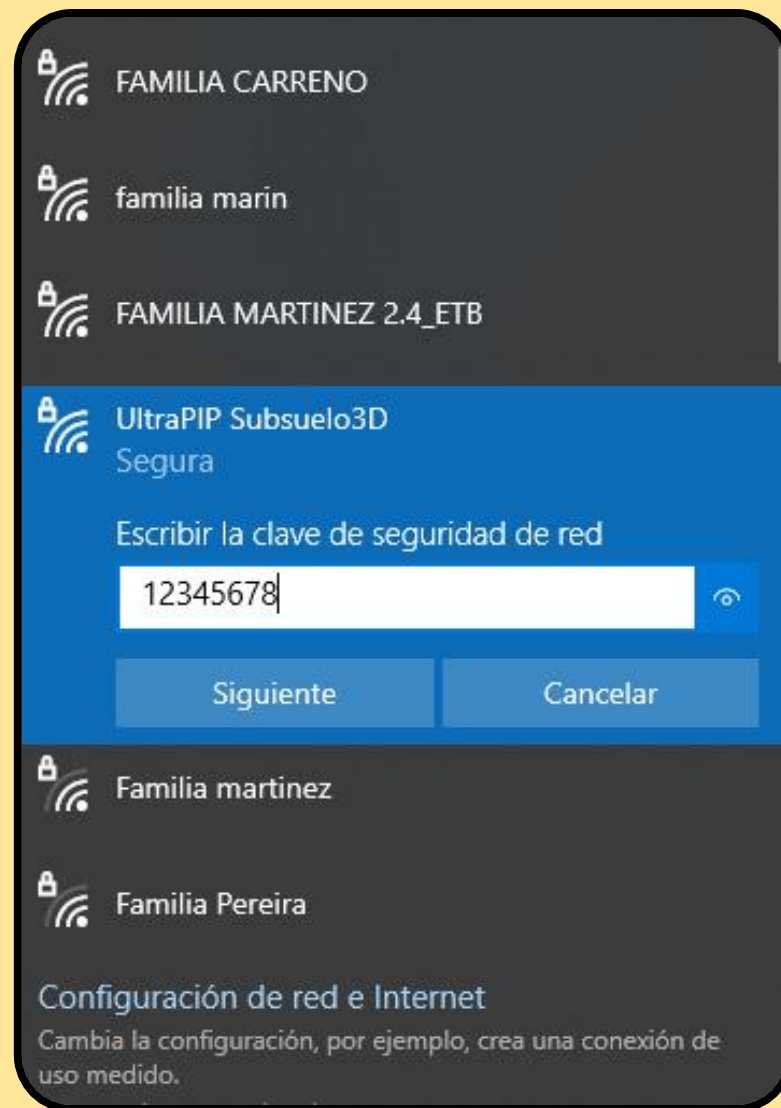 FAMILIA CARRENO
familia marin
FAMILIA MARTINEZ 2.4_ETB
UltraPIP Subsuelo3D
Segura
Escribir la clave de seguridad de red
12345678
Siguiente Cancelar
Familia martinez
Familia Pereira
Configuración de red e Internet
Cambia la configuración, por ejemplo, crea una conexión de
uso medido.